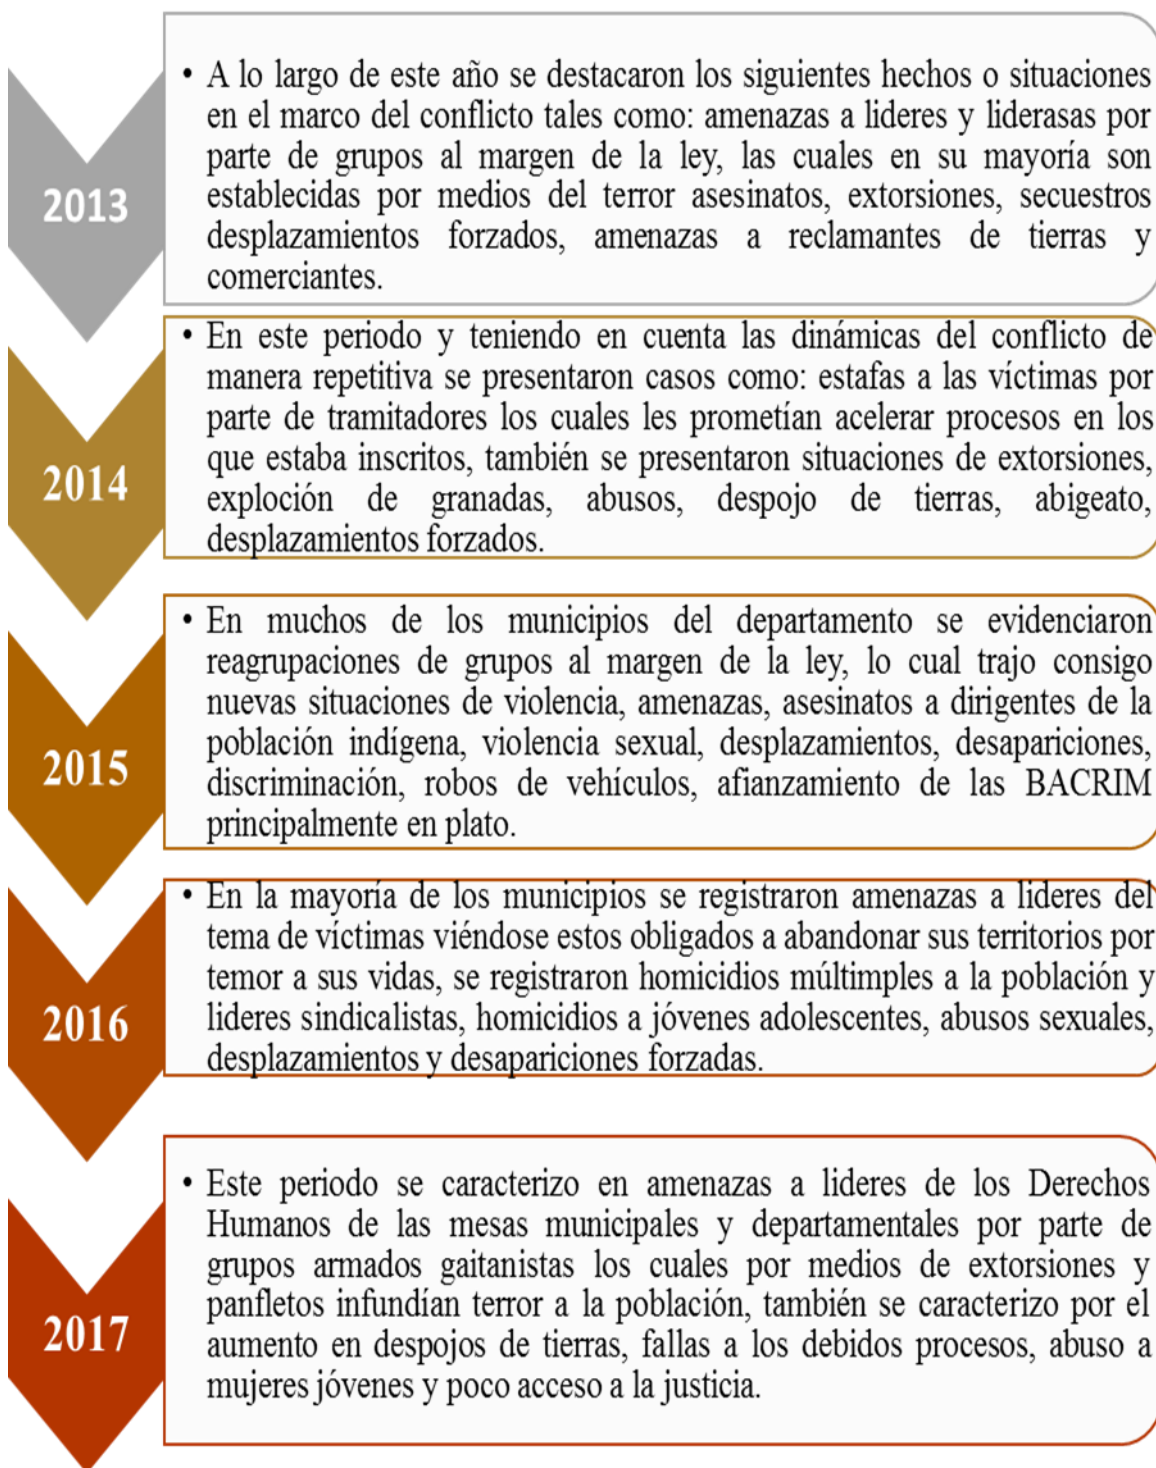 2013
• A lo largo de este año se destacaron los siguientes hechos o situaciones
en el marco del conflicto tales como: amenazas a lideres y liderasas por
parte de grupos al margen de la ley, las cuales en su mayoría son
establecidas por medios del terror asesinatos, extorsiones, secuestros
desplazamientos forzados, amenazas a reclamantes de tierras y
comerciantes.
2014
• En este periodo y teniendo en cuenta las dinámicas del conflicto de
manera repetitiva se presentaron casos como: estafas a las víctimas por
parte de tramitadores los cuales les prometían acelerar procesos en los
que estaba inscritos, también se presentaron situaciones de extorsiones,
exploción de granadas, abusos, despojo de tierras, abigeato,
desplazamientos forzados.
2015
• En muchos de los municipios del departamento se evidenciaron
reagrupaciones de grupos al margen de la ley, lo cual trajo consigo
nuevas situaciones de violencia, amenazas, asesinatos a dirigentes de la
población indígena, violencia sexual, desplazamientos, desapariciones,
discriminación, robos de vehículos, afianzamiento de las BACRIM
principalmente en plato.
2016
• En la mayoría de los municipios se registraron amenazas a lideres del
tema de víctimas viéndose estos obligados a abandonar sus territorios por
temor a sus vidas, se registraron homicidios múltimples a la población y
lideres sindicalistas, homicidios a jóvenes adolescentes, abusos sexuales,
desplazamientos y desapariciones forzadas.
2017
• Este periodo se caracterizo en amenazas a lideres de los Derechos
Humanos de las mesas municipales y departamentales por parte de
grupos armados gaitanistas los cuales por medios de extorsiones y
panfletos infundían terror a la población, también se caracterizo por el
aumento en despojos de tierras, fallas a los debidos procesos, abuso a
mujeres jóvenes y poco acceso a la justicia.